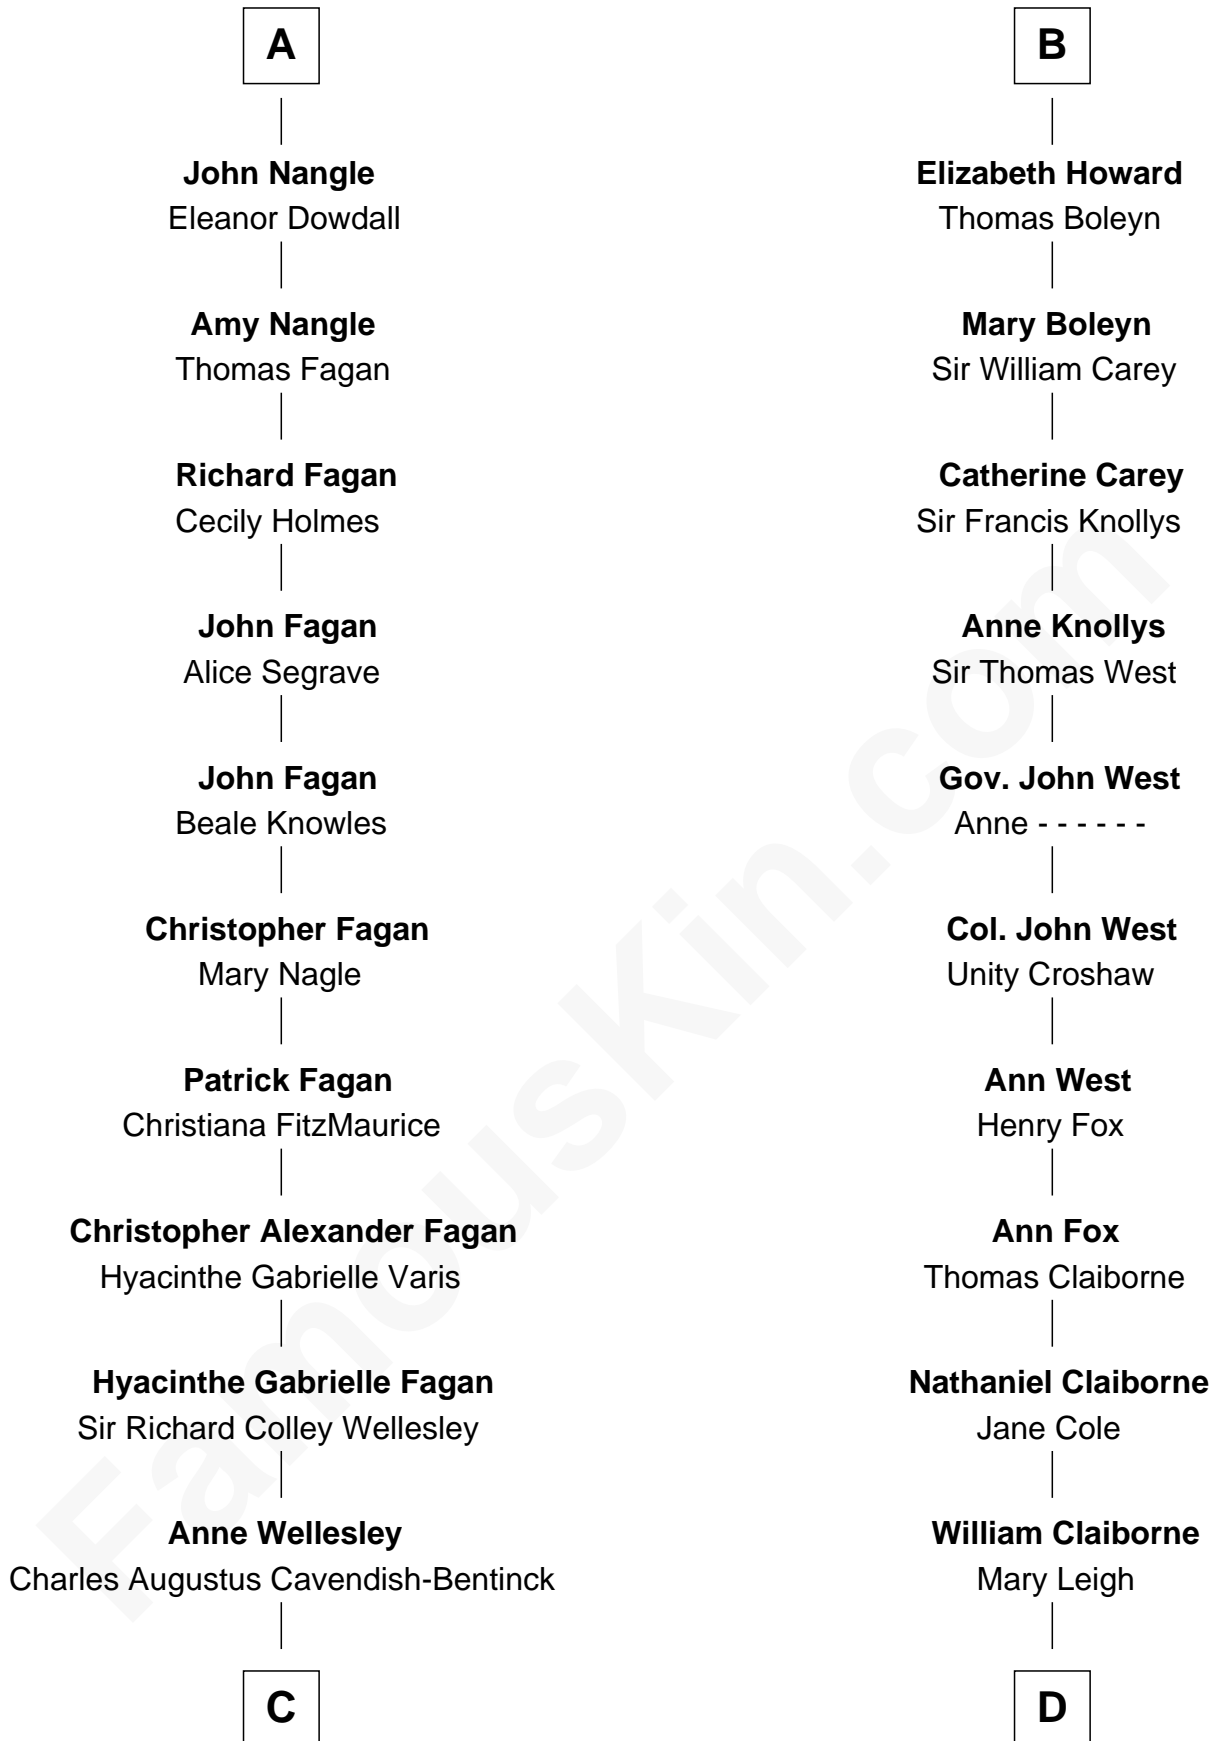 A
John Nangle
Eleanor Dowdall
Amy Nangle
Thomas Fagan
Richard Fagan
Cecily Holmes
John Fagan
Alice Segrave
John Fagan
Beale Knowles
Christopher Fagan
Mary Nagle
Patrick Fagan
Christiana FitzMaurice
Christopher Alexander Fagan
Hyacinthe Gabrielle Varis
Hyacinthe Gabrielle Fagan
Sir Richard Colley Wellesley
Anne Wellesley
Charles Augustus Cavendish-Bentinck
C
B
Elizabeth Howard
Thomas Boleyn
Mary Boleyn
Sir William Carey
Catherine Carey
Sir Francis Knollys
Anne Knollys
Sir Thomas West
Gov. John West
Anne - - - - - -
Col. John West
Unity Croshaw
Ann West
Henry Fox
Ann Fox
Thomas Claiborne
Nathaniel Claiborne
Jane Cole
William Claiborne
Mary Leigh
D
FamousKin.com